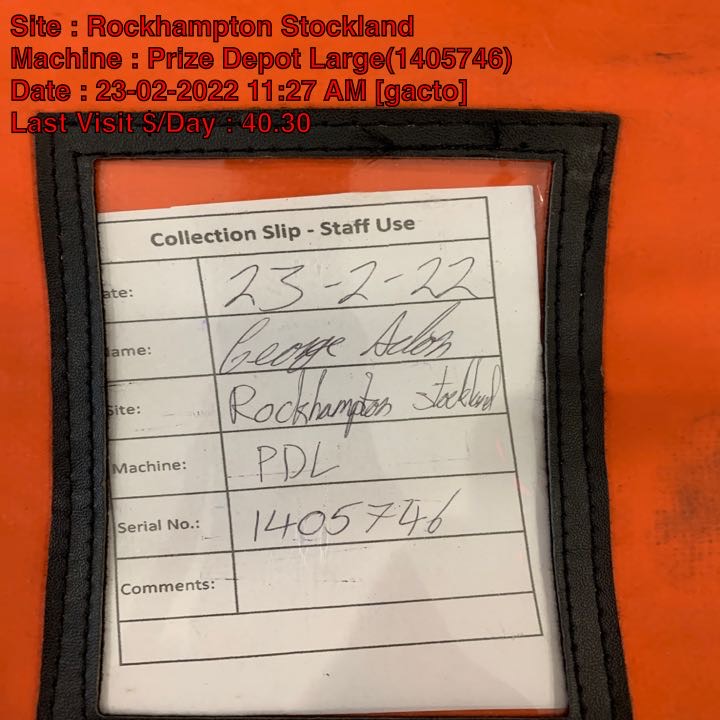 Site : Rockhampton Stockland
Machine : Prize Depot Large(1405746)
Date : 23-02-2022 11:27 AM [gacto]
Last Visit $/Day : 40.30
Collection Slip - Staff Use
ate: 23-2-22
ame: George
Site: Rockhampton Stockland
Machine: PDL
Serial No.: 1405746
Comments: